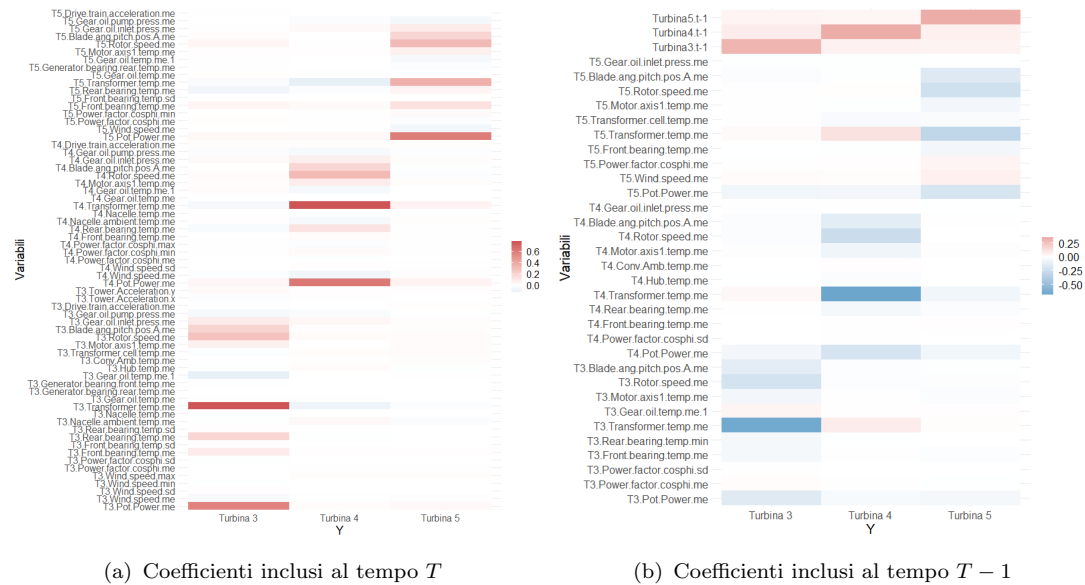 T5.Drive.train.acceleration.me
T5.Gear.oil.pump.press.me
T5.Gear.oil.inlet.press.me
T5.Blade.ang.pitch.pos.A.me
T5.Rotor.speed.me
T5.Motor.axis1.temp.me
T5.Gear.oil.temp.me.1
T5.Generator.bearing.rear.temp.me
T5.Gear.oil.temp.me
T5.Transformer.temp.me
T5.Rear.bearing.temp.me
T5.Front.bearing.temp.sd
T5.Front.bearing.temp.me
T5.Power.factor.cosphi.min
T5.Power.factor.cosphi.me
T5.Wind.speed.me
T5.Pot.Power.me
T4.Drive.train.acceleration.me
T4.Gear.oil.pump.press.me
T4.Gear.oil.inlet.press.me
T4.Blade.ang.pitch.pos.A.me
T4.Rotor.speed.me
T4.Motor.axis1.temp.me
T4.Gear.oil.temp.me.1
T4.Gear.oil.temp.me
T4.Transformer.temp.me
T4.Nacelle.temp.me
T4.Nacelle.ambient.temp.me
T4.Rear.bearing.temp.me
T4.Front.bearing.temp.me
T4.Power.factor.cosphi.max
T4.Power.factor.cosphi.min
T4.Power.factor.cosphi.me
T4.Wind.speed.sd
T4.Wind.speed.me
T4.Pot.Power.me
T3.Tower.Acceleration.y
T3.Tower.Acceleration.x
T3.Drive.train.acceleration.me
T3.Gear.oil.pump.press.me
T3.Gear.oil.inlet.press.me
T3.Blade.ang.pitch.pos.A.me
T3.Rotor.speed.me
T3.Motor.axis1.temp.me
T3.Transformer.cell.temp.me
T3.Conv.Amb.temp.me
T3.Hub.temp.me
T3.Gear.oil.temp.me.1
T3.Generator.bearing.front.temp.me
T3.Generator.bearing.rear.temp.me
T3.Gear.oil.temp.me
T3.Transformer.temp.me
T3.Nacelle.temp.me
T3.Nacelle.ambient.temp.me
T3.Rear.bearing.temp.sd
T3.Rear.bearing.temp.me
T3.Front.bearing.temp.sd
T3.Front.bearing.temp.me
T3.Power.factor.cosphi.sd
T3.Power.factor.cosphi.me
T3.Wind.speed.max
T3.Wind.speed.min
T3.Wind.speed.sd
T3.Wind.speed.me
T3.Pot.Power.me
Variabili
Turbina 3 Turbina 4 Turbina 5
Y
0.6
0.4
0.2
0.0
(a) Coefficienti inclusi al tempo T
Turbina5.t-1
Turbina4.t-1
Turbina3.t-1
T5.Gear.oil.inlet.press.me
T5.Blade.ang.pitch.pos.A.me
T5.Rotor.speed.me
T5.Motor.axis1.temp.me
T5.Transformer.cell.temp.me
T5.Transformer.temp.me
T5.Front.bearing.temp.me
T5.Power.factor.cosphi.me
T5.Wind.speed.me
T5.Pot.Power.me
T4.Gear.oil.inlet.press.me
T4.Blade.ang.pitch.pos.A.me
T4.Rotor.speed.me
T4.Motor.axis1.temp.me
T4.Conv.Amb.temp.me
T4.Hub.temp.me
T4.Transformer.temp.me
T4.Rear.bearing.temp.me
T4.Front.bearing.temp.me
T4.Power.factor.cosphi.sd
T4.Pot.Power.me
T3.Blade.ang.pitch.pos.A.me
T3.Rotor.speed.me
T3.Motor.axis1.temp.me
T3.Gear.oil.temp.me.1
T3.Transformer.temp.me
T3.Rear.bearing.temp.min
T3.Front.bearing.temp.me
T3.Power.factor.cosphi.sd
T3.Power.factor.cosphi.me
T3.Pot.Power.me
Variabili
Turbina 3 Turbina 4 Turbina 5
Y
0.25
0.00
-0.25
-0.50
(b) Coefficienti inclusi al tempo T − 1